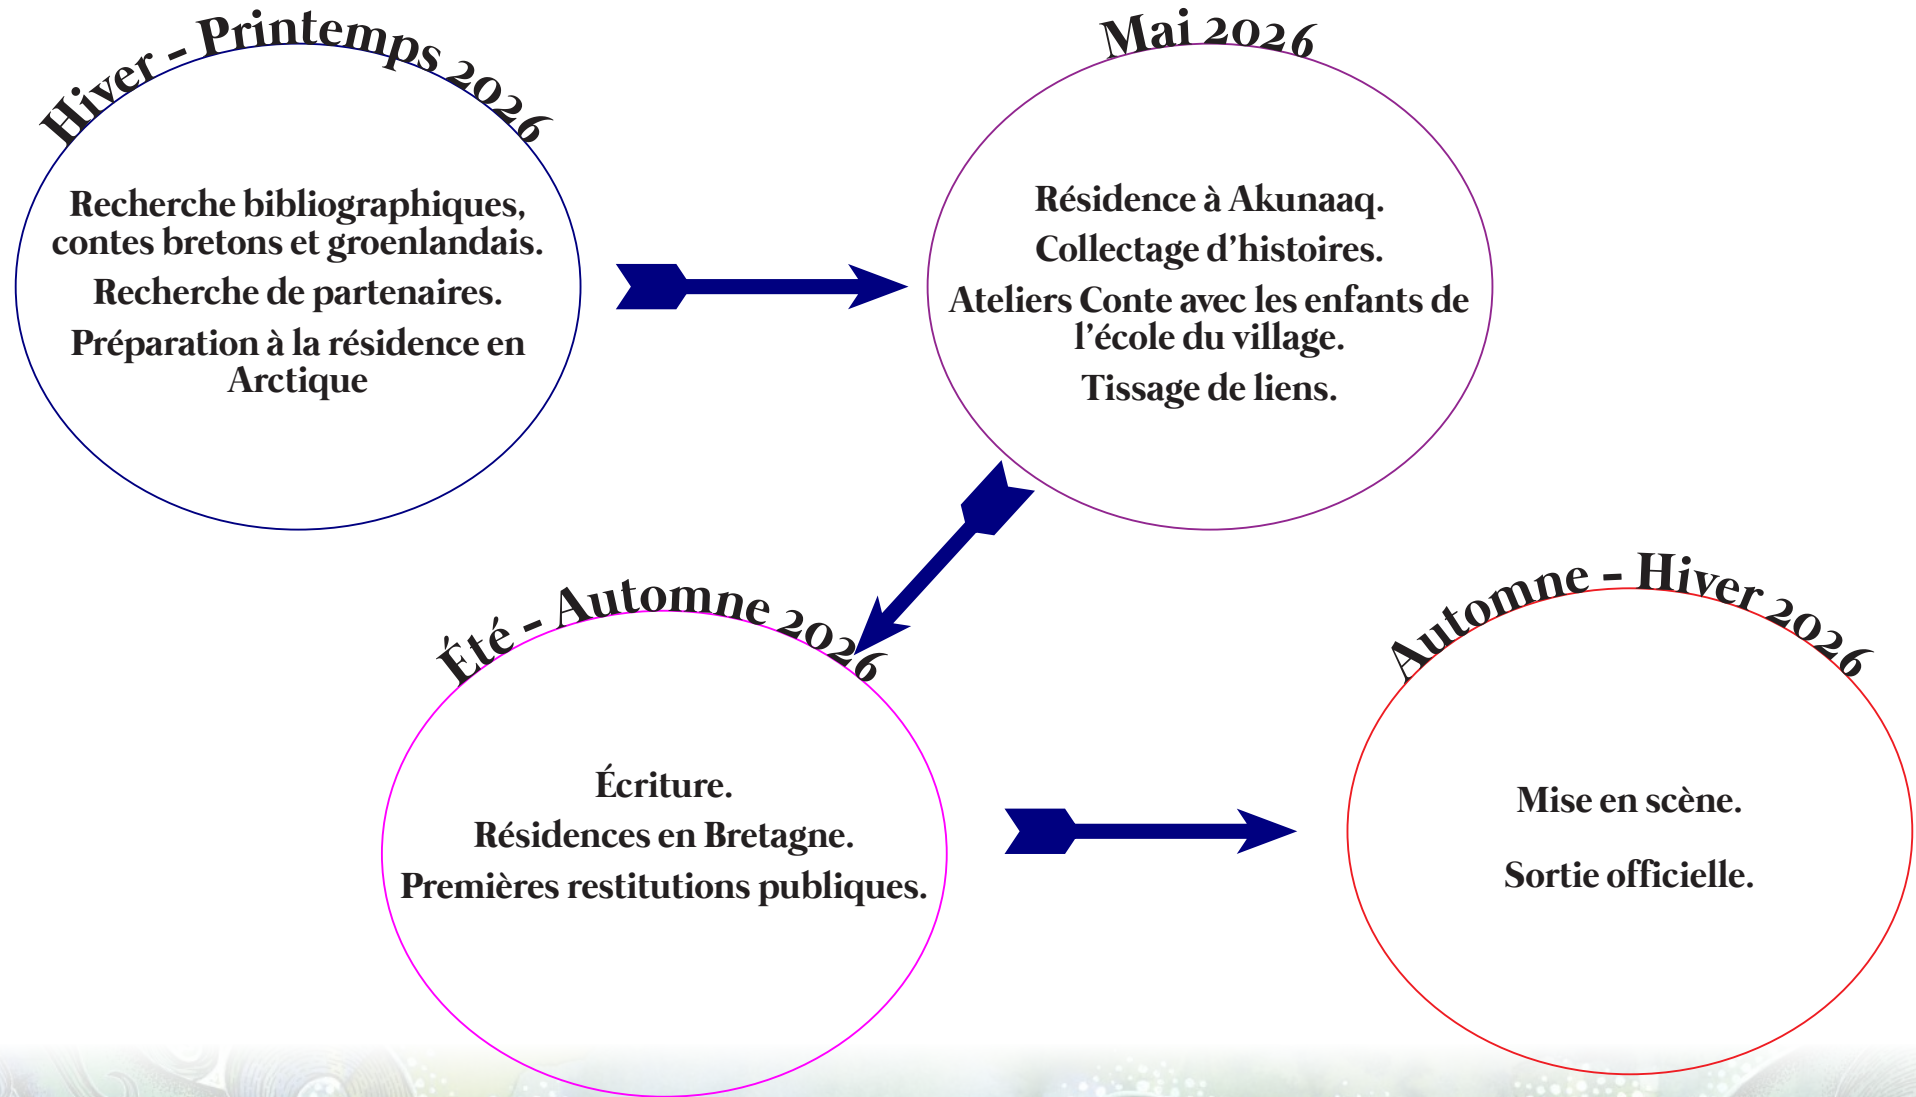 Hiver - Printemps 2026
Recherche bibliographiques,
contes bretons et groenlandais.
Recherche de partenaires.
Préparation à la résidence en
Arctique
Mai 2026
Résidence à Akunaaq.
Collectage d’histoires.
Ateliers Conte avec les enfants de
l’école du village.
Tissage de liens.
Été - Automne 2026
Écriture.
Résidences en Bretagne.
Premières restitutions publiques.
Automne - Hiver 2026
Mise en scène.
Sortie officielle.